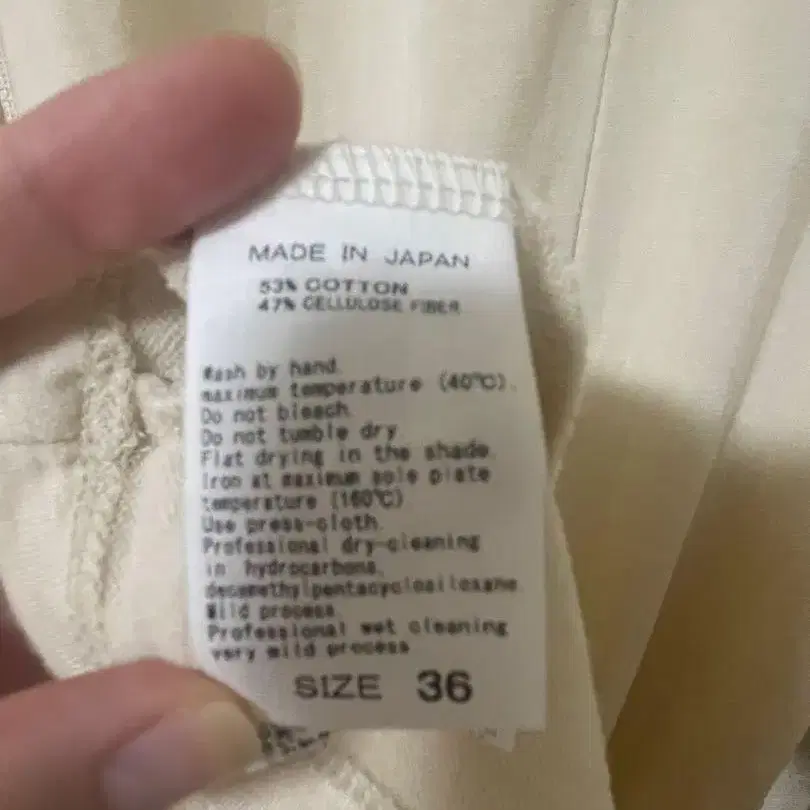 MADE IN JAPAN
53% COTTON
47% CELLULOSE FIBER
Wash by hand.
maximum temperature (40℃).
Do not bleach.
Do not tumble dry
Flat drying in the shade.
Iron at maximum sole plate
temperature (160℃)
Use press-cloth.
Professional dry-cleaning
in hydrocarbons,
decamethylpentacyclosiloxane.
Mild process.
Professional wet cleaning
very mild process
SIZE 36